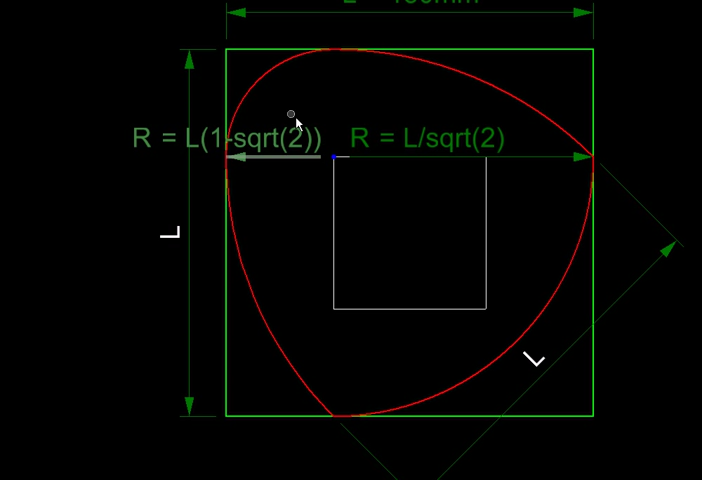 R = L(1-sqrt(2))
R = L/sqrt(2)
L
L